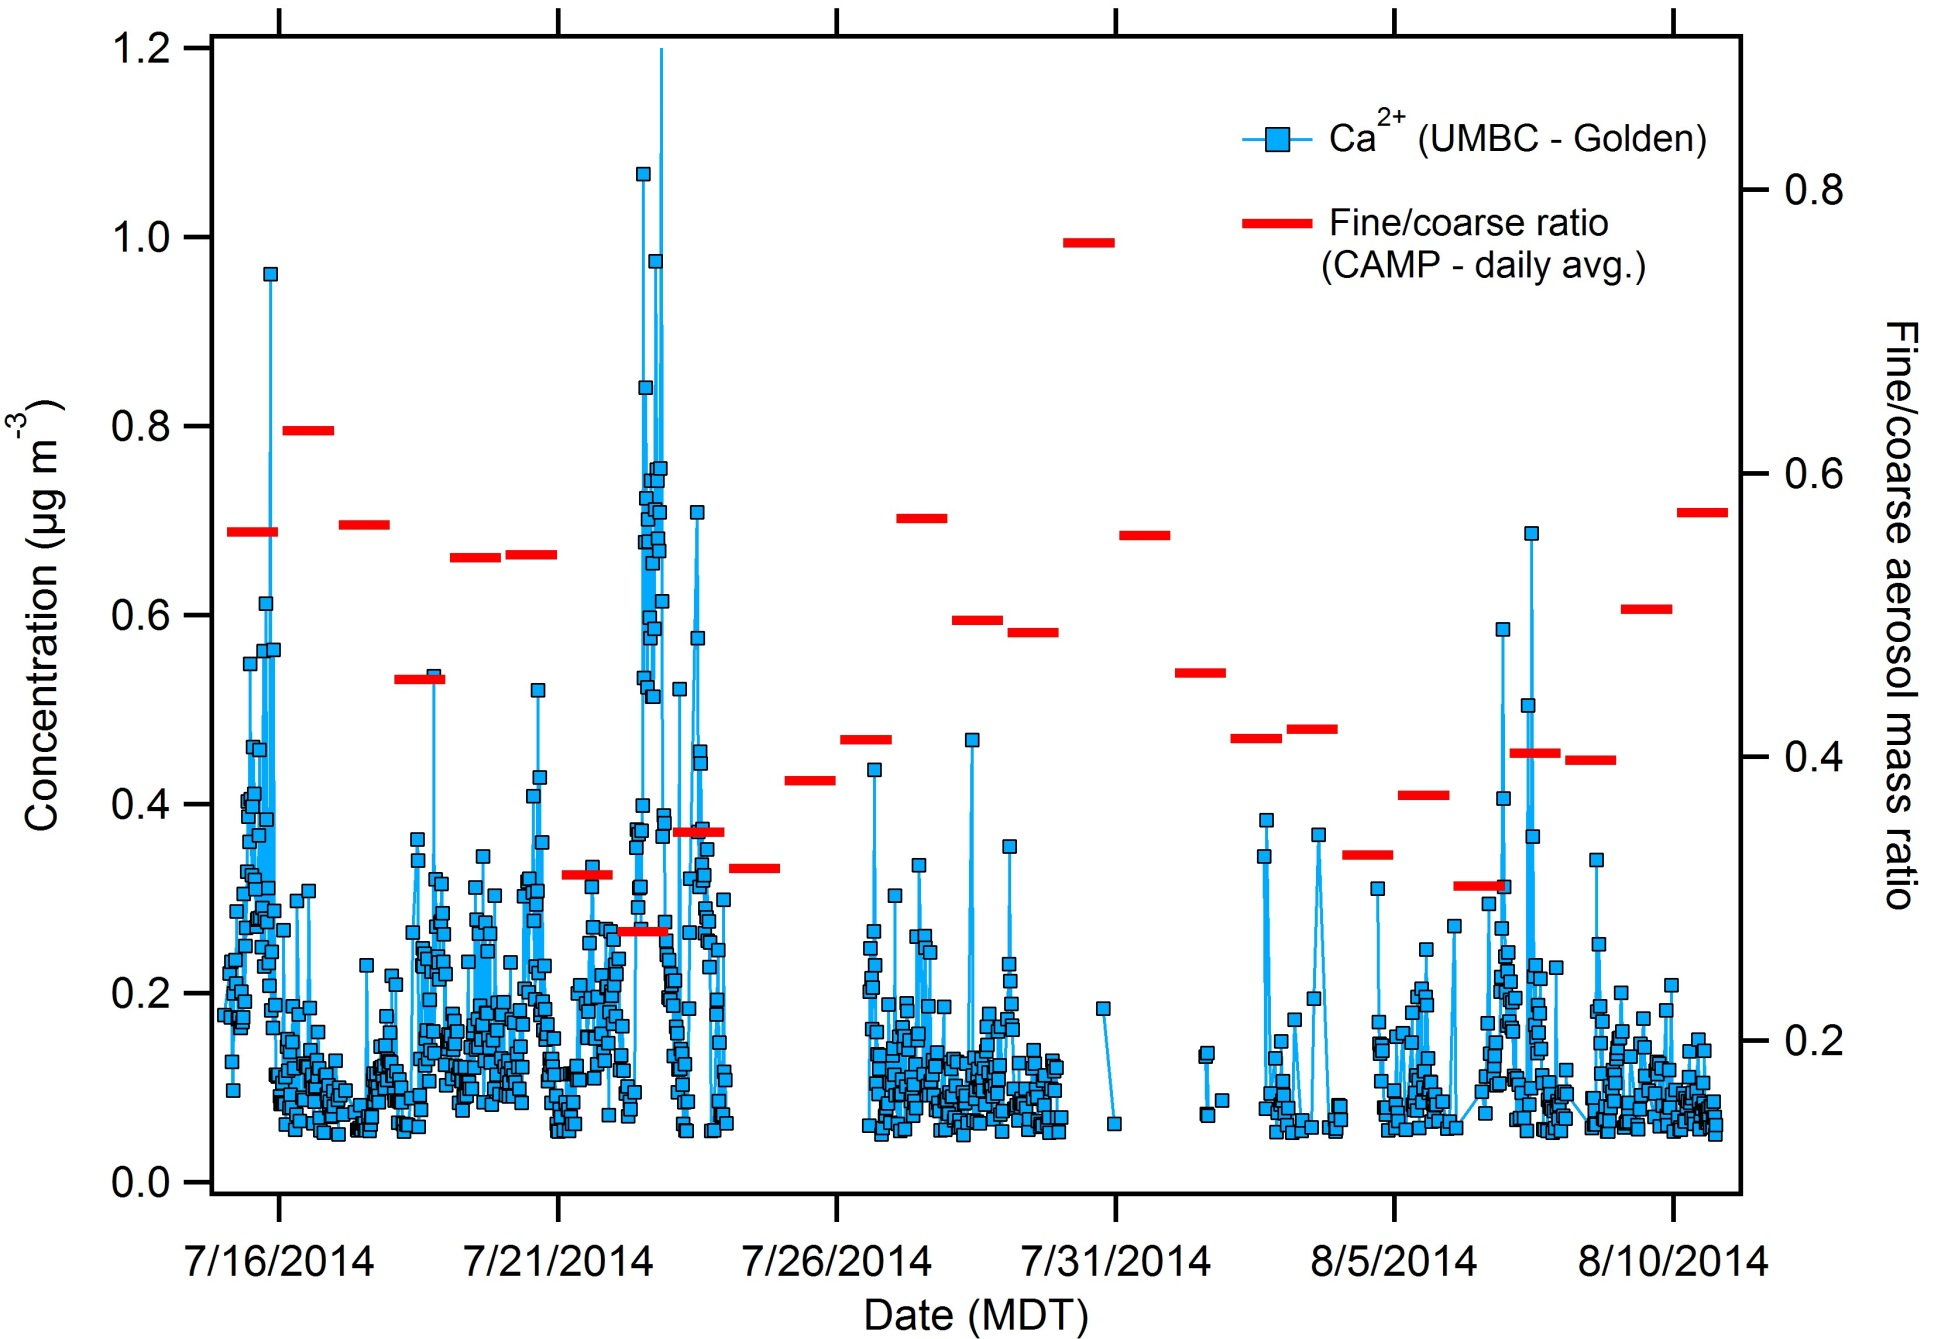 1.2
1.0
0.8
0.6
0.4
0.2
0.0
Concentration (µg m⁻³)
Ca²⁺ (UMBC - Golden)
Fine/coarse ratio
(CAMP - daily avg.)
0.8
0.6
0.4
0.2
Fine/coarse aerosol mass ratio
7/16/2014
7/21/2014
7/26/2014
7/31/2014
8/5/2014
8/10/2014
Date (MDT)